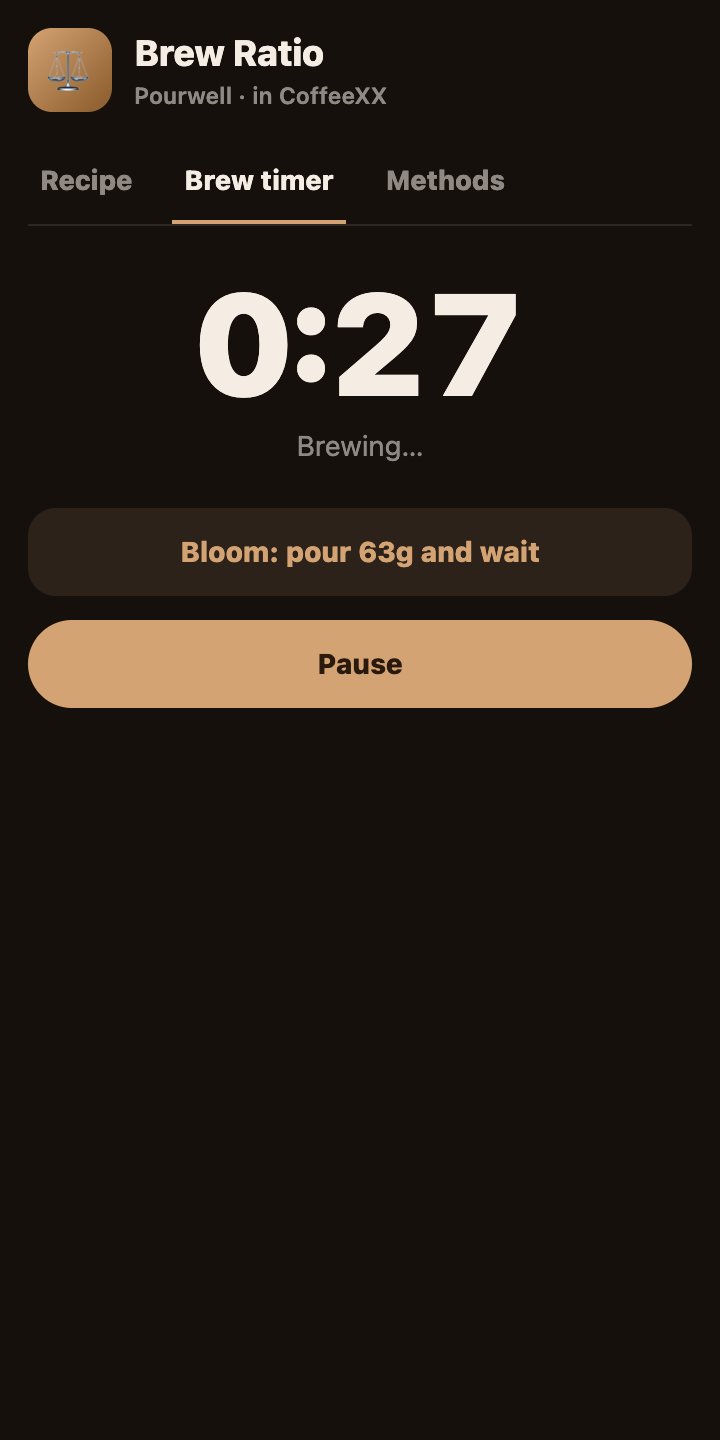 Brew Ratio
Pourwell · in CoffeeXX
Recipe
Brew timer
Methods
0:27
Brewing…
Bloom: pour 63g and wait
Pause